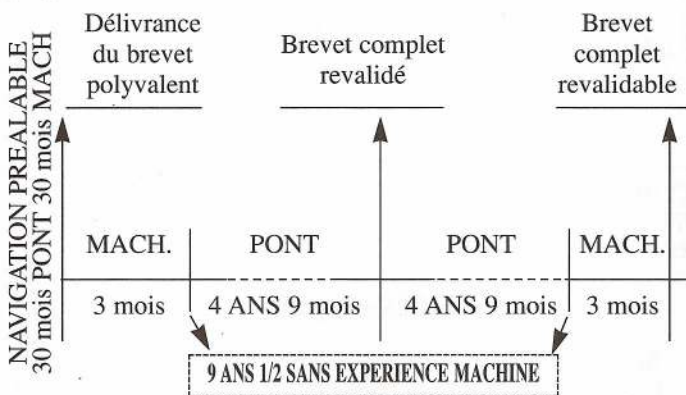 NAVIGATION PREALABLE
30 mois PONT 30 mois MACH
Délivrance
du brevet
polyvalent
Brevet complet
revalidé
Brevet
complet
revalidable
MACH.
PONT
PONT
MACH.
3 mois
4 ANS 9 mois
4 ANS 9 mois
3 mois
9 ANS 1/2 SANS EXPERIENCE MACHINE